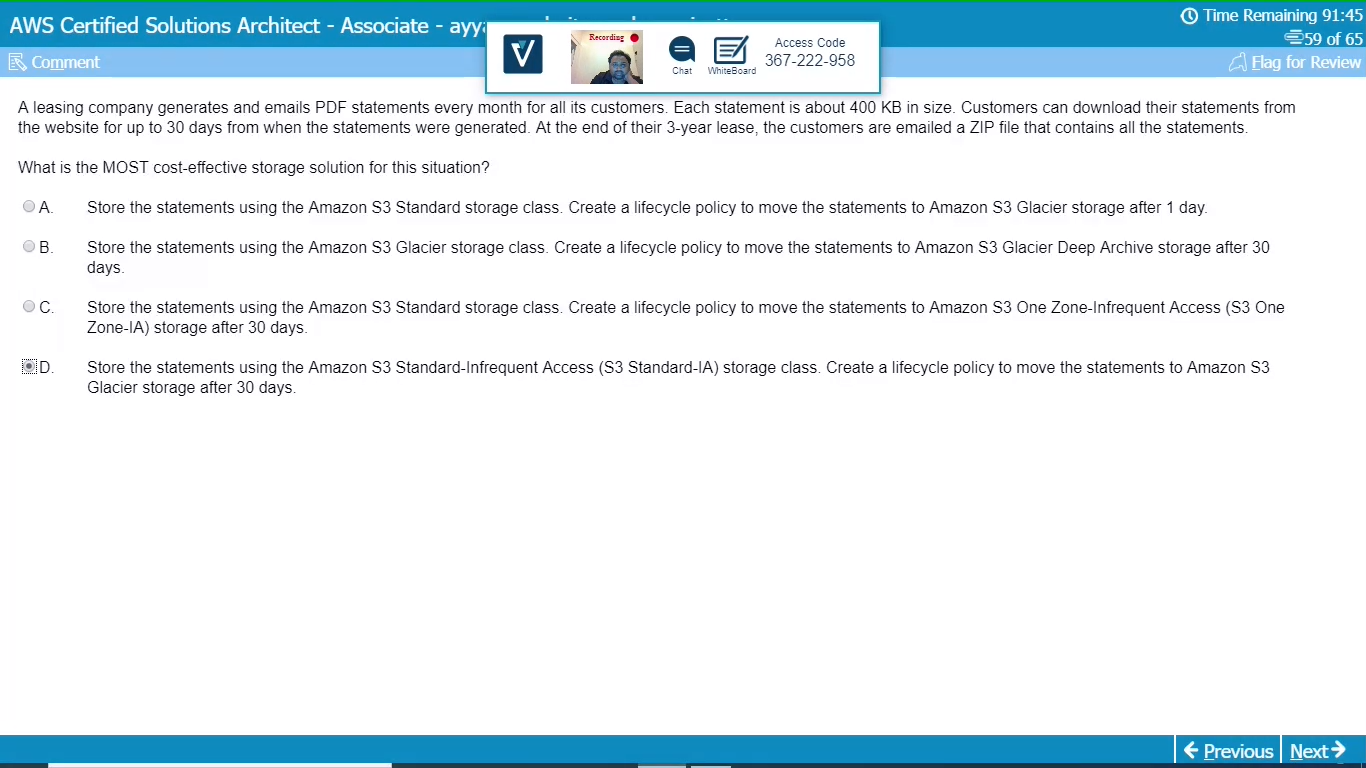 AWS Certified Solutions Architect - Associate -
Time Remaining 91:45
59 of 65
Comment
Flag for Review
Recording
Chat
WhiteBoard
Access Code
367-222-958
A leasing company generates and emails PDF statements every month for all its customers. Each statement is about 400 KB in size. Customers can download their statements from
the website for up to 30 days from when the statements were generated. At the end of their 3-year lease, the customers are emailed a ZIP file that contains all the statements.
What is the MOST cost-effective storage solution for this situation?
A. Store the statements using the Amazon S3 Standard storage class. Create a lifecycle policy to move the statements to Amazon S3 Glacier storage after 1 day.
B. Store the statements using the Amazon S3 Glacier storage class. Create a lifecycle policy to move the statements to Amazon S3 Glacier Deep Archive storage after 30
days.
C. Store the statements using the Amazon S3 Standard storage class. Create a lifecycle policy to move the statements to Amazon S3 One Zone-Infrequent Access (S3 One
Zone-IA) storage after 30 days.
D. Store the statements using the Amazon S3 Standard-Infrequent Access (S3 Standard-IA) storage class. Create a lifecycle policy to move the statements to Amazon S3
Glacier storage after 30 days.
Previous
Next